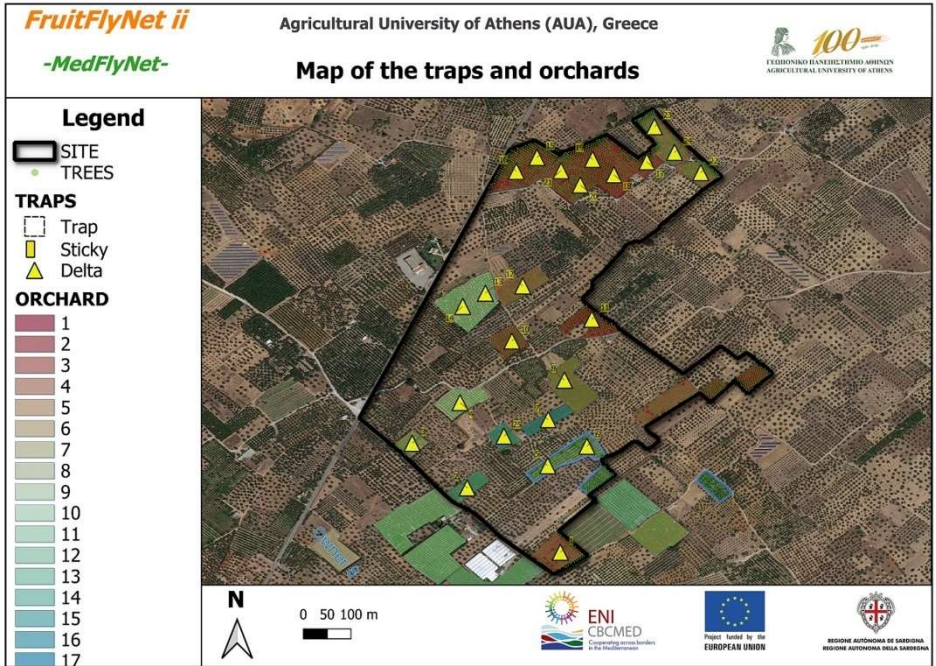 FruitFlyNet ii
-MedFlyNet-
Agricultural University of Athens (AUA), Greece
Map of the traps and orchards
100
ΓΕΩΠΟΝΙΚΟ ΠΑΝΕΠΙΣΤΗΜΙΟ ΑΘΗΝΩΝ
AGRICULTURAL UNIVERSITY OF ATHENS
Legend
SITE
TREES
TRAPS
Trap
Sticky
Delta
ORCHARD
1
2
3
4
5
6
7
8
9
10
11
12
13
14
15
16
17
N
0 50 100 m
ENI
CBCMED
Cooperating across borders
in the Mediterranean
Project funded by the
EUROPEAN UNION
REGIONE AUTÒNOMA DE SARDIGNA
REGIONE AUTONOMA DELLA SARDEGNA